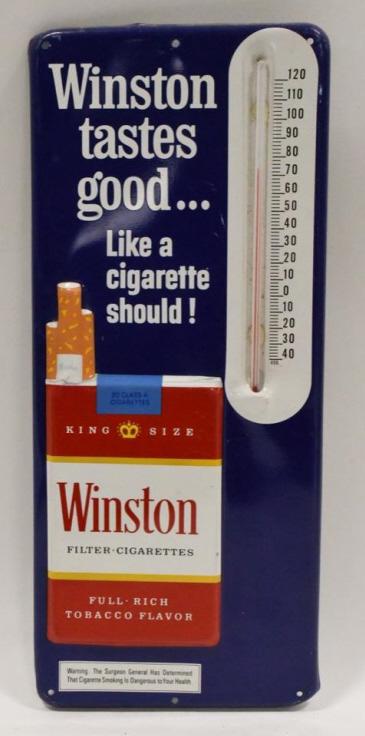 Winston
tastes
good...
Like a
cigarette
should!
120
110
100
90
80
70
60
50
40
30
20
10
0
10
20
30
40
20 CLASS A
CIGARETTES
KING SIZE
Winston
FILTER·CIGARETTES
FULL·RICH
TOBACCO FLAVOR
Warning: The Surgeon General Has Determined
That Cigarette Smoking Is Dangerous to Your Health